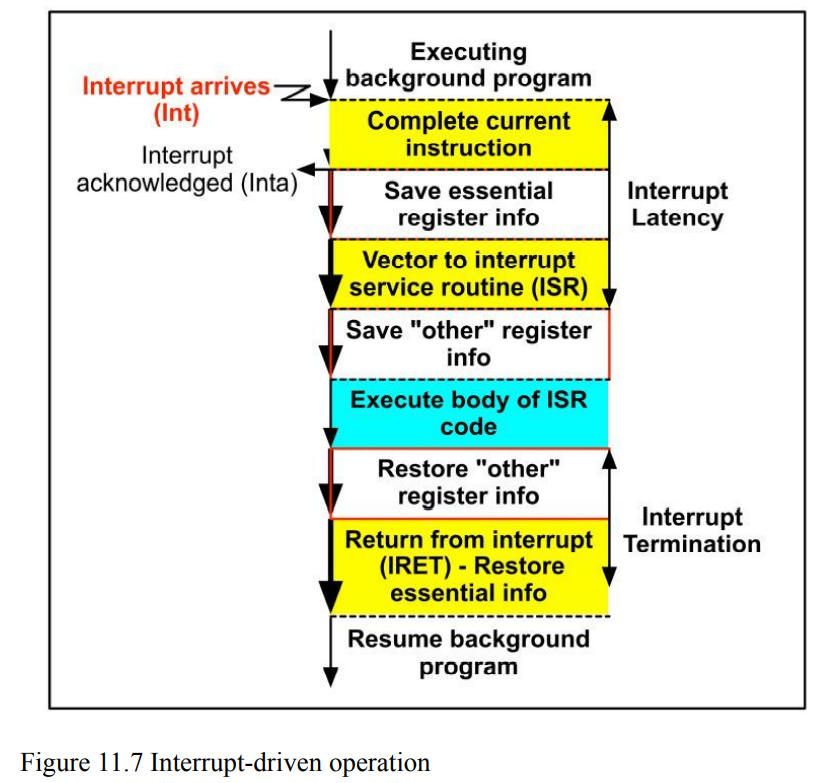 Executing
background program
Interrupt arrives
(Int)
Complete current
instruction
Interrupt
acknowledged (Inta)
Save essential
register info
Interrupt
Latency
Vector to interrupt
service routine (ISR)
Save "other" register
info
Execute body of ISR
code
Restore "other"
register info
Interrupt
Termination
Return from interrupt
(IRET) - Restore
essential info
Resume background
program
Figure 11.7 Interrupt-driven operation